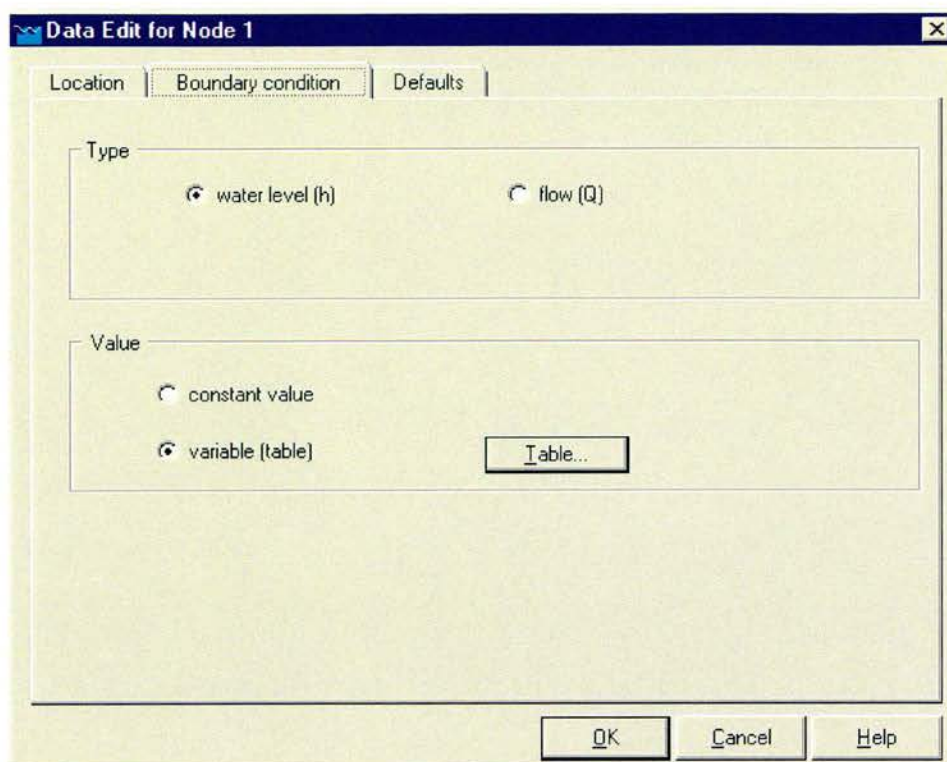 Data Edit for Node 1
Location Boundary condition Defaults
Type
water level (h) flow (Q)
Value
constant value
variable (table) Table...
OK Cancel Help